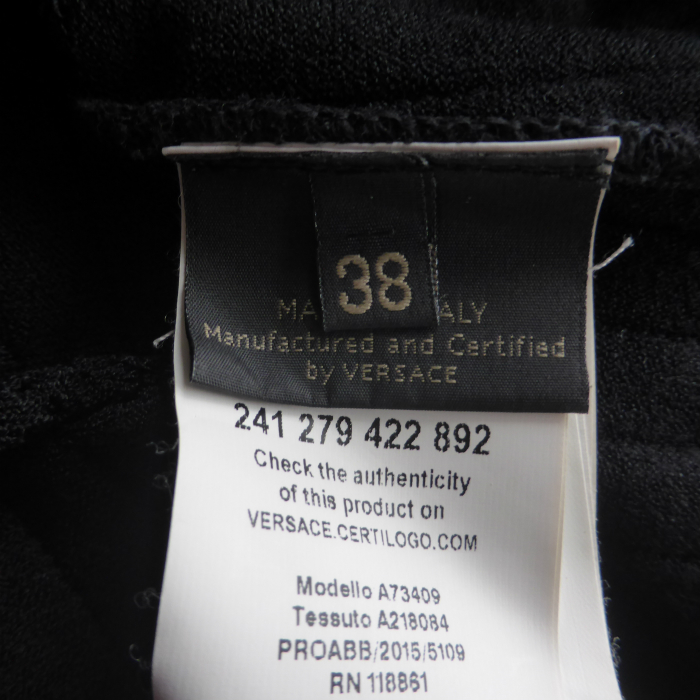 38
MA ALY
Manufactured and Certified
by VERSACE
241 279 422 892
Check the authenticity
of this product on
VERSACE.CERTILOGO.COM
Modello A73409
Tessuto A218084
PROABB/2015/5109
RN 118861